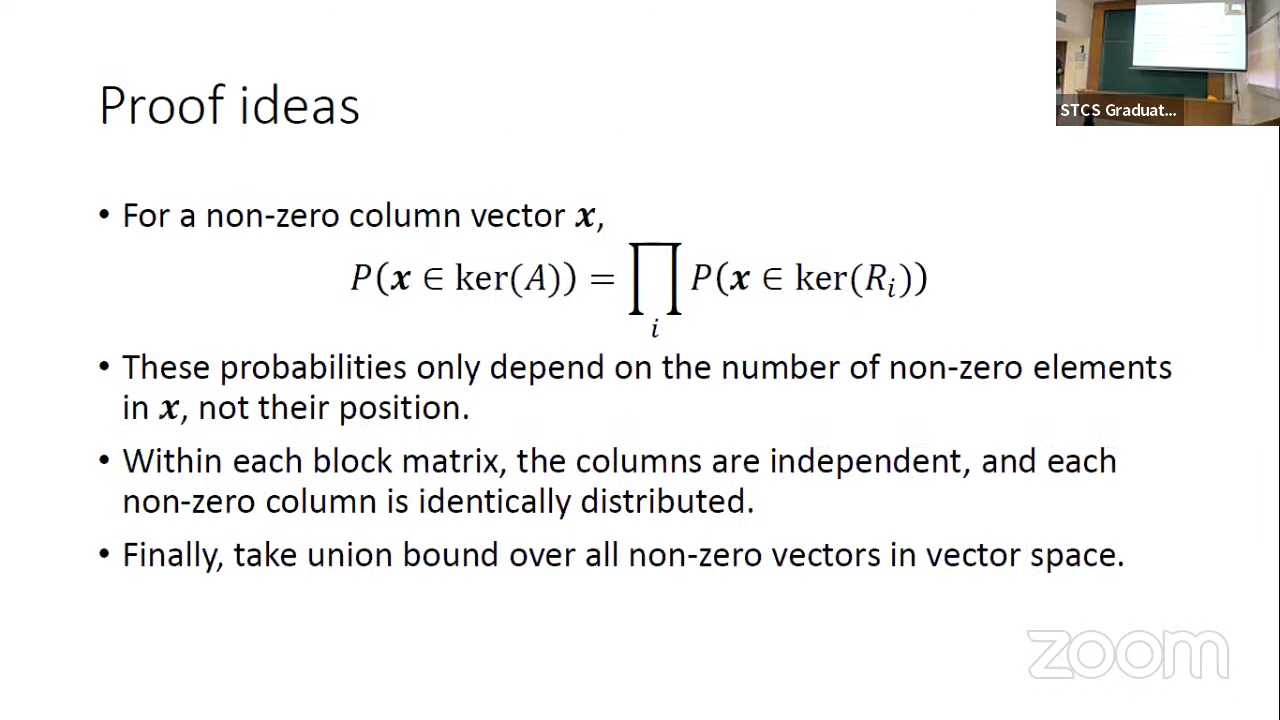 STCS Graduat...
Proof ideas
• For a non-zero column vector 𝒙,
P(𝒙 ∈ ker(A)) = ∏ᵢ P(𝒙 ∈ ker(Rᵢ))
• These probabilities only depend on the number of non-zero elements
in 𝒙, not their position.
• Within each block matrix, the columns are independent, and each
non-zero column is identically distributed.
• Finally, take union bound over all non-zero vectors in vector space.
zoom